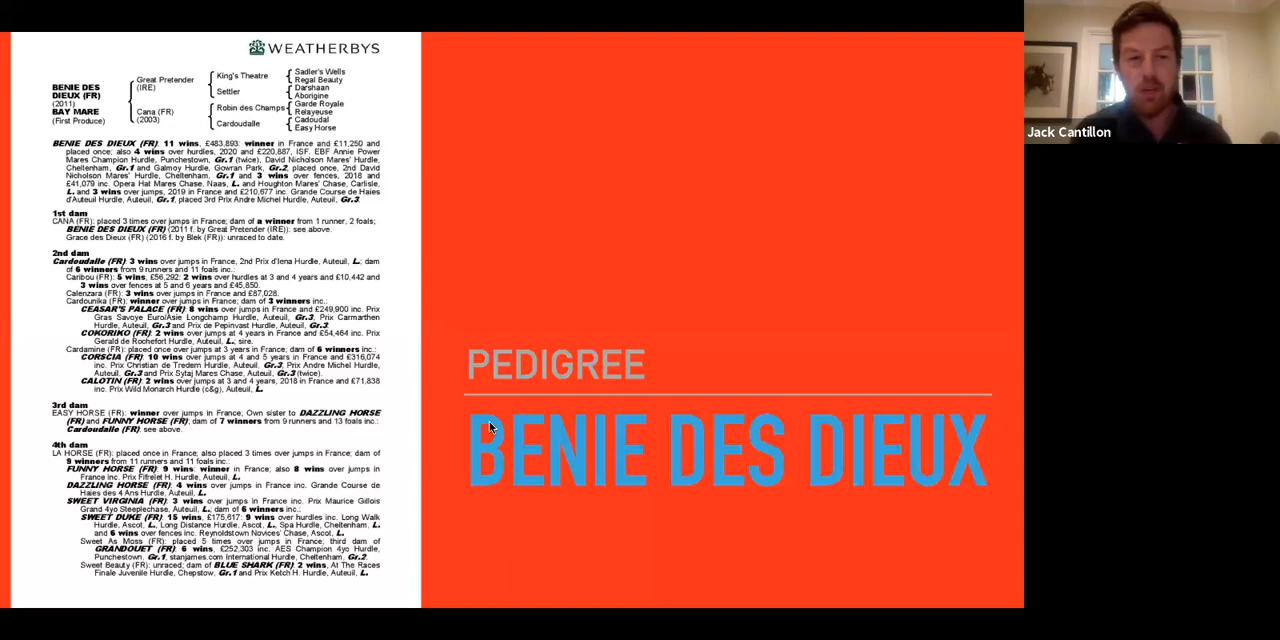 WEATHERBYS
BENIE DES
DIEUX (FR)
(2011)
BAY MARE
(First Produce)
Great Pretender
(IRE)
Cana (FR)
(2003)
King's Theatre
Settler
Robin des Champs
Cardoudalle
Sadler's Wells
Regal Beauty
Darshaan
Aborigine
Garde Royale
Relayeuse
Cadoudal
Easy Horse
BENIE DES DIEUX (FR): 11 wins, £483,893: winner in France and £11,250 and
placed once; also 4 wins over hurdles, 2020 and £220,887, ISF. EBF Annie Power
Mares Champion Hurdle, Punchestown, Gr.1 (twice), David Nicholson Mares' Hurdle,
Cheltenham, Gr.1 and Galmoy Hurdle, Gowran Park, Gr.2, placed once, 2nd David
Nicholson Mares' Hurdle, Cheltenham, Gr.1 and 3 wins over fences, 2018 and
£41,079 inc. Opera Hat Mares Chase, Naas, L. and Houghton Mares' Chase, Carlisle,
L. and 3 wins over jumps, 2019 in France and £210,677 inc. Grande Course de Haies
d'Auteuil Hurdle, Auteuil, Gr.1, placed 3rd Prix Andre Michel Hurdle, Auteuil, Gr.3.
1st dam
CANA (FR): placed 3 times over jumps in France; dam of a winner from 1 runner, 2 foals;
BENIE DES DIEUX (FR) (2011 f. by Great Pretender (IRE)): see above.
Grace des Dieux (FR) (2016 f. by Blek (FR)): unraced to date.
2nd dam
Cardoudalle (FR): 3 wins over jumps in France, 2nd Prix d'Iena Hurdle, Auteuil, L.; dam
of 6 winners from 9 runners and 11 foals inc.:
Caribou (FR): 5 wins, £56,292: 2 wins over hurdles at 3 and 4 years and £10,442 and
3 wins over fences at 5 and 6 years and £45,850.
Calenzara (FR): 3 wins over jumps in France and £87,028.
Cardounika (FR): winner over jumps in France; dam of 3 winners inc.:
CEASAR'S PALACE (FR): 8 wins over jumps in France and £249,900 inc. Prix
Gras Savoye Euro/Asie Longchamp Hurdle, Auteuil, Gr.3, Prix Carmarthen
Hurdle, Auteuil, Gr.3 and Prix de Pepinvast Hurdle, Auteuil, Gr.3.
COKORIKO (FR): 2 wins over jumps at 4 years in France and £54,464 inc. Prix
Gerald de Rochefort Hurdle, Auteuil, L.; sire.
Cardamine (FR): placed once over jumps at 3 years in France; dam of 6 winners inc.:
CORSCIA (FR): 10 wins over jumps at 4 and 5 years in France and £316,074
inc. Prix Christian de Tredern Hurdle, Auteuil, Gr.3, Prix Andre Michel Hurdle,
Auteuil, Gr.3 and Prix Sytaj Mares Chase, Auteuil, Gr.3 (twice).
CALOTIN (FR): 2 wins over jumps at 3 and 4 years, 2018 in France and £71,838
inc. Prix Wild Monarch Hurdle (c&g), Auteuil, L.
3rd dam
EASY HORSE (FR): winner over jumps in France, Own sister to DAZZLING HORSE
(FR) and FUNNY HORSE (FR); dam of 7 winners from 9 runners and 13 foals inc.:
Cardoudalle (FR): see above.
4th dam
LA HORSE (FR): placed once in France; also placed 3 times over jumps in France; dam of
9 winners from 11 runners and 11 foals inc.:
FUNNY HORSE (FR): 9 wins: winner in France; also 8 wins over jumps in
France inc. Prix Fifrelet H. Hurdle, Auteuil, L.
DAZZLING HORSE (FR): 4 wins over jumps in France inc. Grande Course de
Haies des 4 Ans Hurdle, Auteuil, L.
SWEET VIRGINIA (FR): 3 wins over jumps in France inc. Prix Maurice Gillois
Grand 4yo Steeplechase, Auteuil, L.; dam of 6 winners inc.:
SWEET DUKE (FR): 15 wins, £175,617: 9 wins over hurdles inc. Long Walk
Hurdle, Ascot, L., Long Distance Hurdle, Ascot, L., Spa Hurdle, Cheltenham, L.
and 6 wins over fences inc. Reynoldstown Novices' Chase, Ascot, L.
Sweet As Moss (FR): placed 5 times over jumps in France; third dam of
GRANDOUET (FR): 6 wins, £252,303 inc. AES Champion 4yo Hurdle,
Punchestown, Gr.1, stanjames.com International Hurdle, Cheltenham, Gr.2.
Sweet Beauty (FR): unraced; dam of BLUE SHARK (FR): 2 wins, At The Races
Finale Juvenile Hurdle, Chepstow, Gr.1 and Prix Ketch H. Hurdle, Auteuil, L.
PEDIGREE
BENIE DES DIEUX
Jack Cantillon